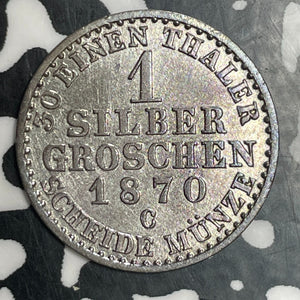 30 EINEN THALER
1
SILBER
GROSCHEN
1870
C
SCHEIDE MÜNZE